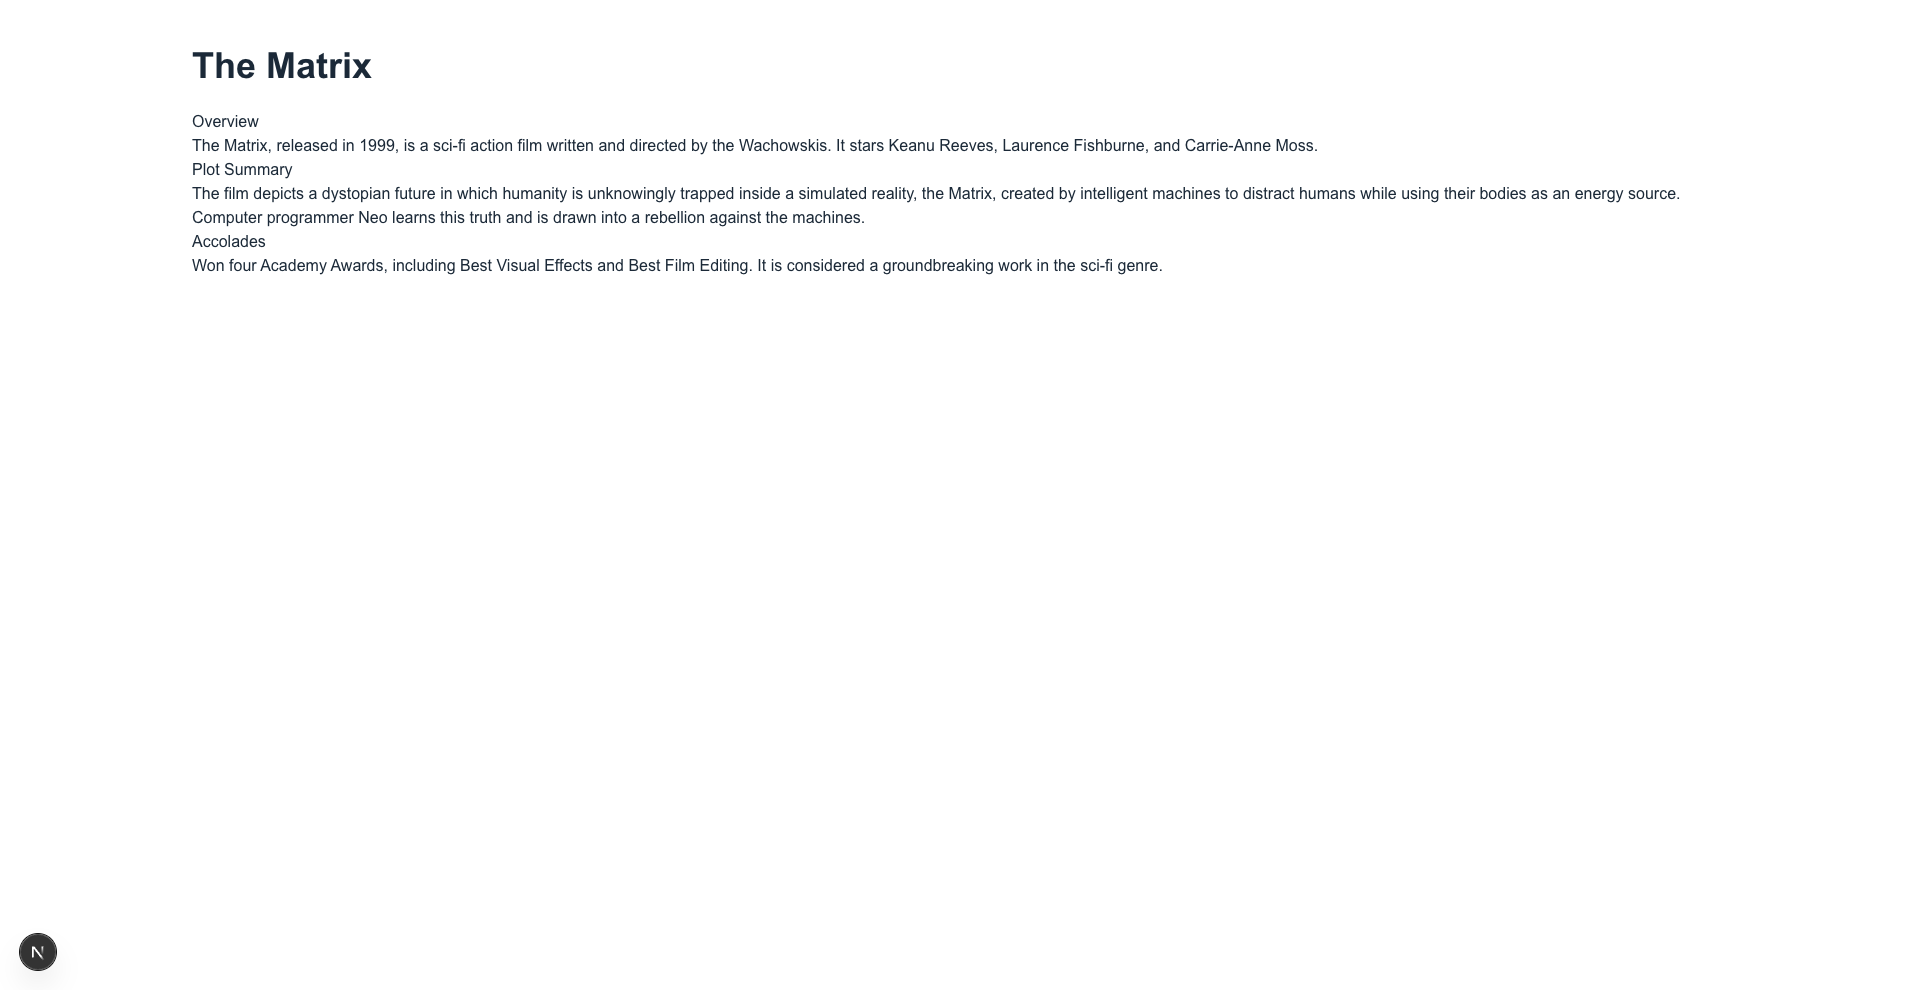 The Matrix
Overview
The Matrix, released in 1999, is a sci-fi action film written and directed by the Wachowskis. It stars Keanu Reeves, Laurence Fishburne, and Carrie-Anne Moss.
Plot Summary
The film depicts a dystopian future in which humanity is unknowingly trapped inside a simulated reality, the Matrix, created by intelligent machines to distract humans while using their bodies as an energy source.
Computer programmer Neo learns this truth and is drawn into a rebellion against the machines.
Accolades
Won four Academy Awards, including Best Visual Effects and Best Film Editing. It is considered a groundbreaking work in the sci-fi genre.
N